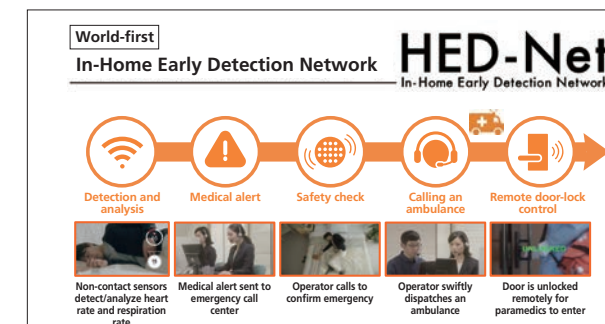 World-first
In-Home Early Detection Network
HED-Net
In-Home Early Detection Network
Detection and
analysis
Medical alert
Safety check
Calling an
ambulance
Remote door-lock
control
Non-contact sensors
detect/analyze heart
rate and respiration
rate
Medical alert sent to
emergency call
center
Operator calls to
confirm emergency
Operator swiftly
dispatches an
ambulance
Door is unlocked
remotely for
paramedics to enter